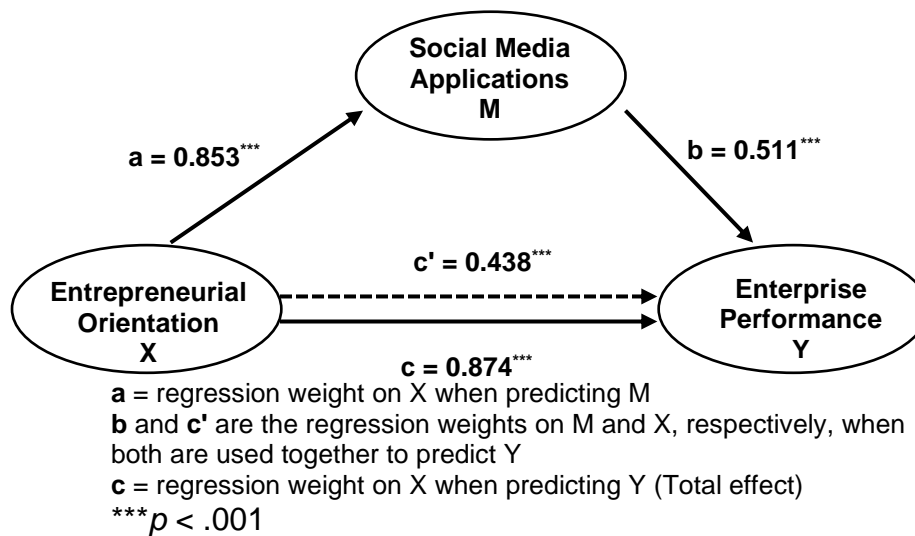 Social Media
Applications
M
a = 0.853***
b = 0.511***
c' = 0.438***
Entrepreneurial
Orientation
X
Enterprise
Performance
Y
c = 0.874***
a = regression weight on X when predicting M
b and c' are the regression weights on M and X, respectively, when
both are used together to predict Y
c = regression weight on X when predicting Y (Total effect)
***p < .001